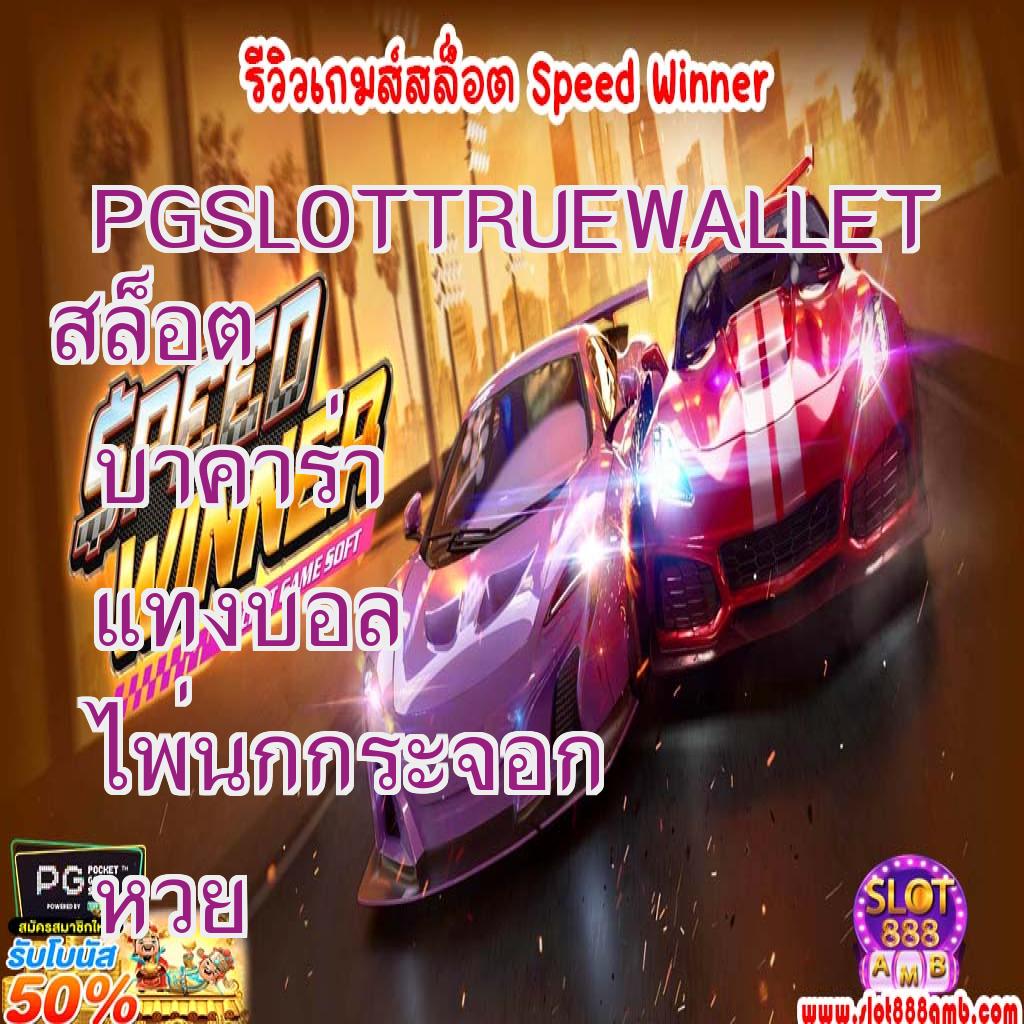 รีวิวเกมส์สล็อต Speed Winner
PGSLOTTRUEWALLET
สล็อต
SPEED
บาคาร่า
WINNER
GAME SOFT
แทงบอล
ไพ่นกกระจอก
PG POCKET
POWERED BY
หวย
สมัครสมาชิกให
รับโบนัส
50%
SLOT
888
AMB
www.slot888amb.com